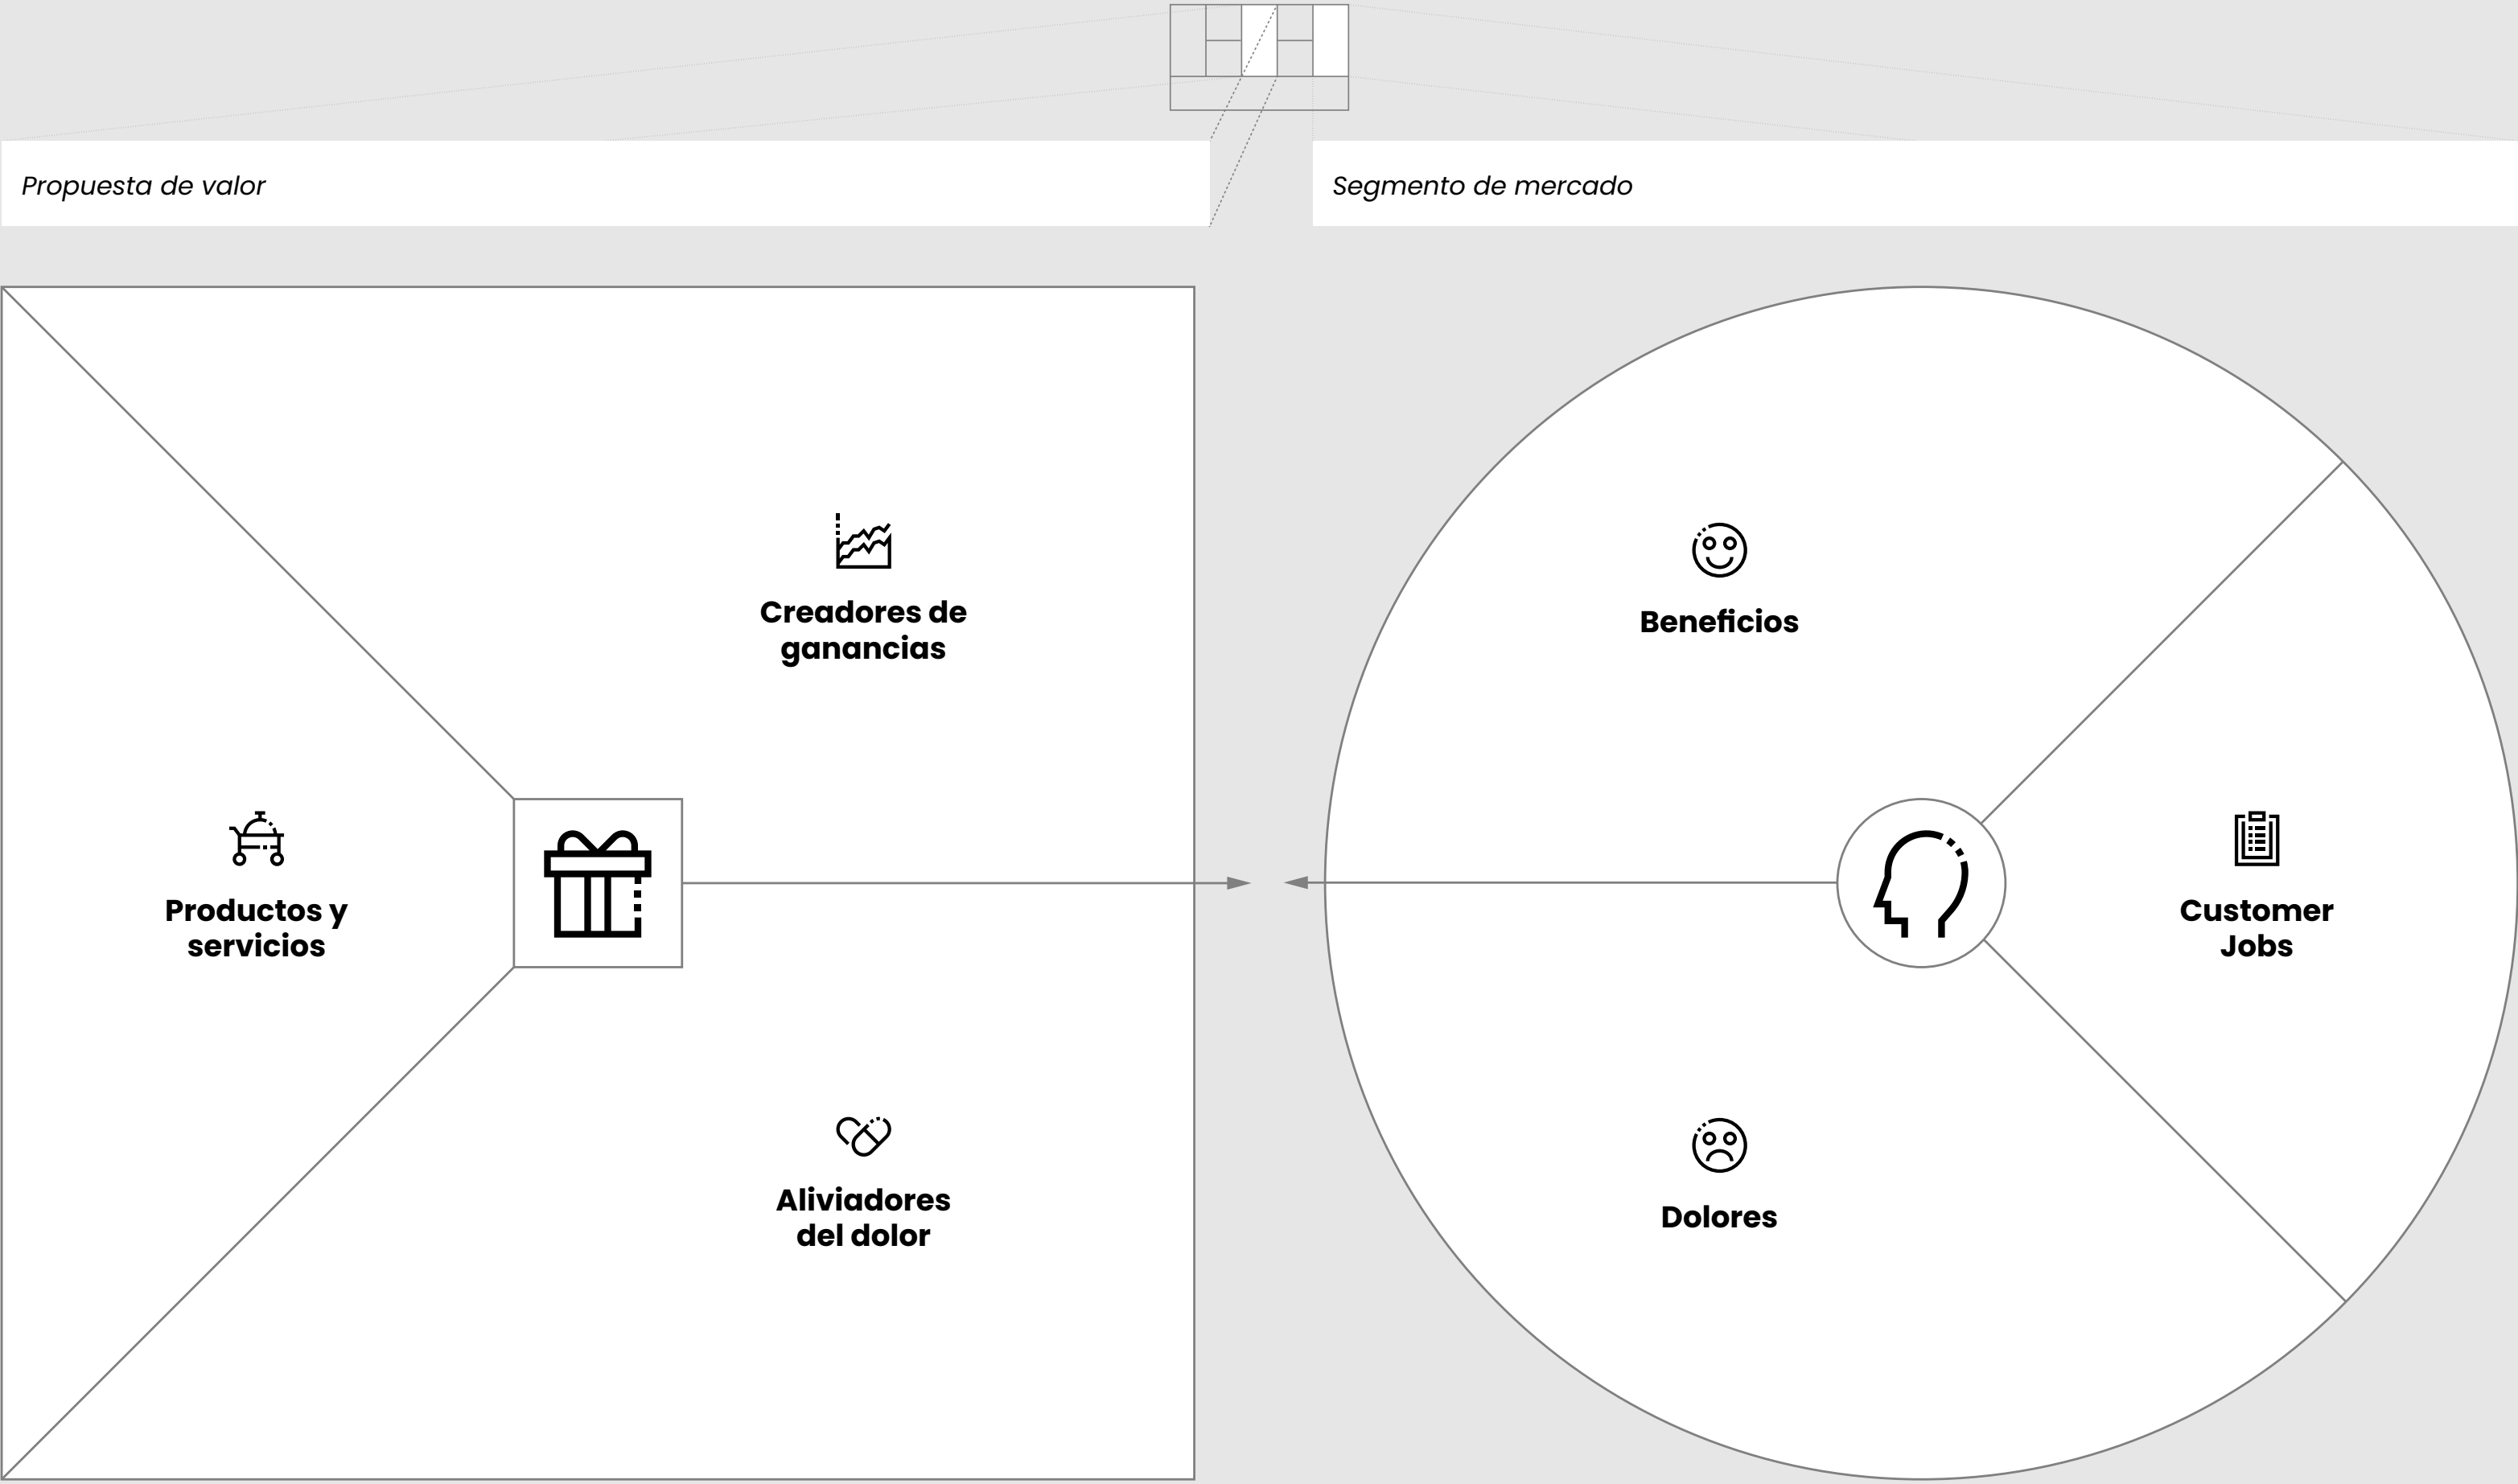 Propuesta de valor
Segmento de mercado
Creadores de
ganancias
Beneficios
Productos y
servicios
Customer
Jobs
Aliviadores
del dolor
Dolores